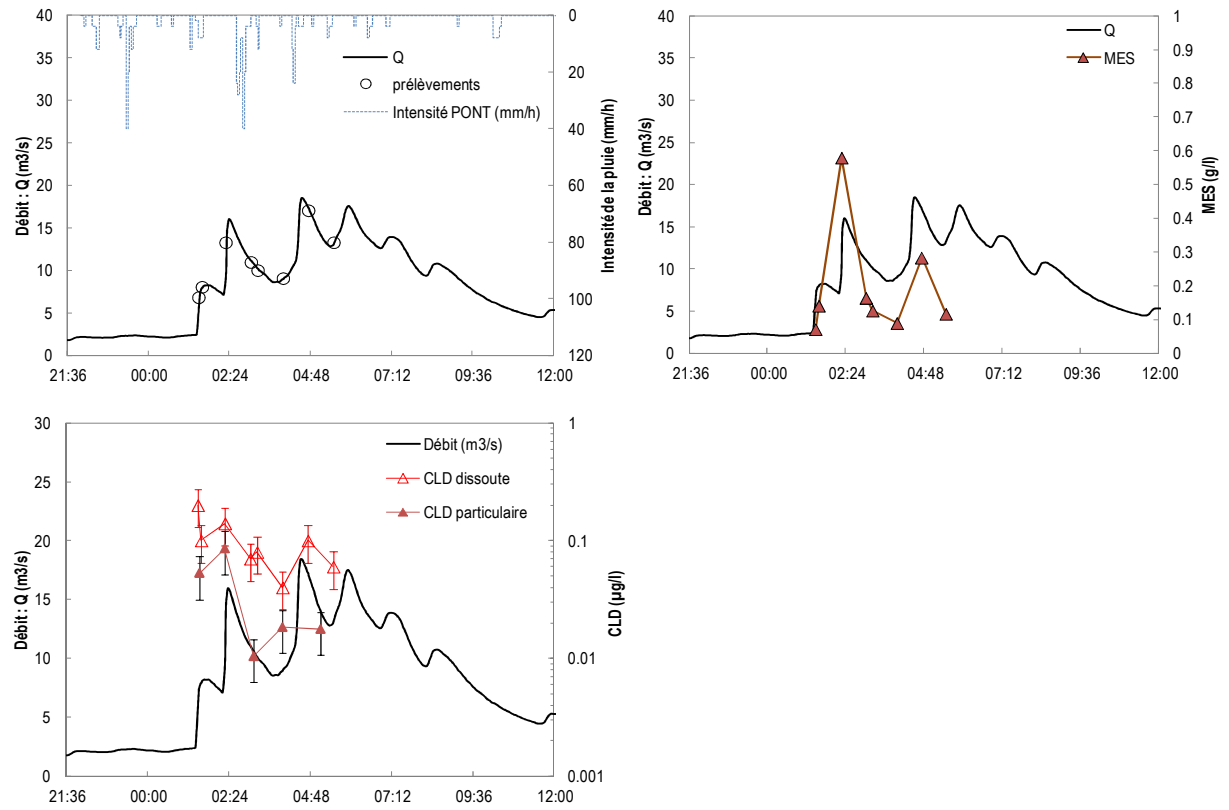 40
35
30
25
20
15
10
5
0
Débit : Q (m3/s)
21:36 00:00 02:24 04:48 07:12 09:36 12:00
0
20
40
60
80
100
120
Intensité de la pluie (mm/h)
Q
prélèvements
Intensité PONT (mm/h)
40
35
30
25
20
15
10
5
0
Débit : Q (m3/s)
21:36 00:00 02:24 04:48 07:12 09:36 12:00
1
0.9
0.8
0.7
0.6
0.5
0.4
0.3
0.2
0.1
0
MES (g/l)
Q
MES
30
25
20
15
10
5
0
Débit : Q (m3/s)
21:36 00:00 02:24 04:48 07:12 09:36 12:00
1
0.1
0.01
0.001
CLD (µg/l)
Débit (m3/s)
CLD dissoute
CLD particulaire